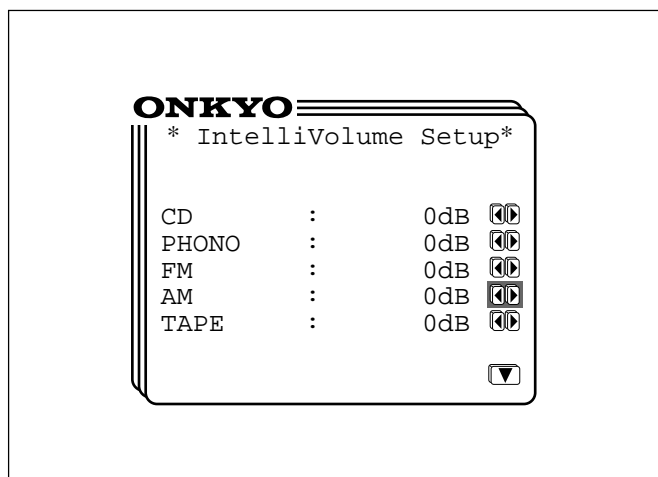 ONKYO
* IntelliVolume Setup*
CD : 0dB
PHONO : 0dB
FM : 0dB
AM : 0dB
TAPE : 0dB